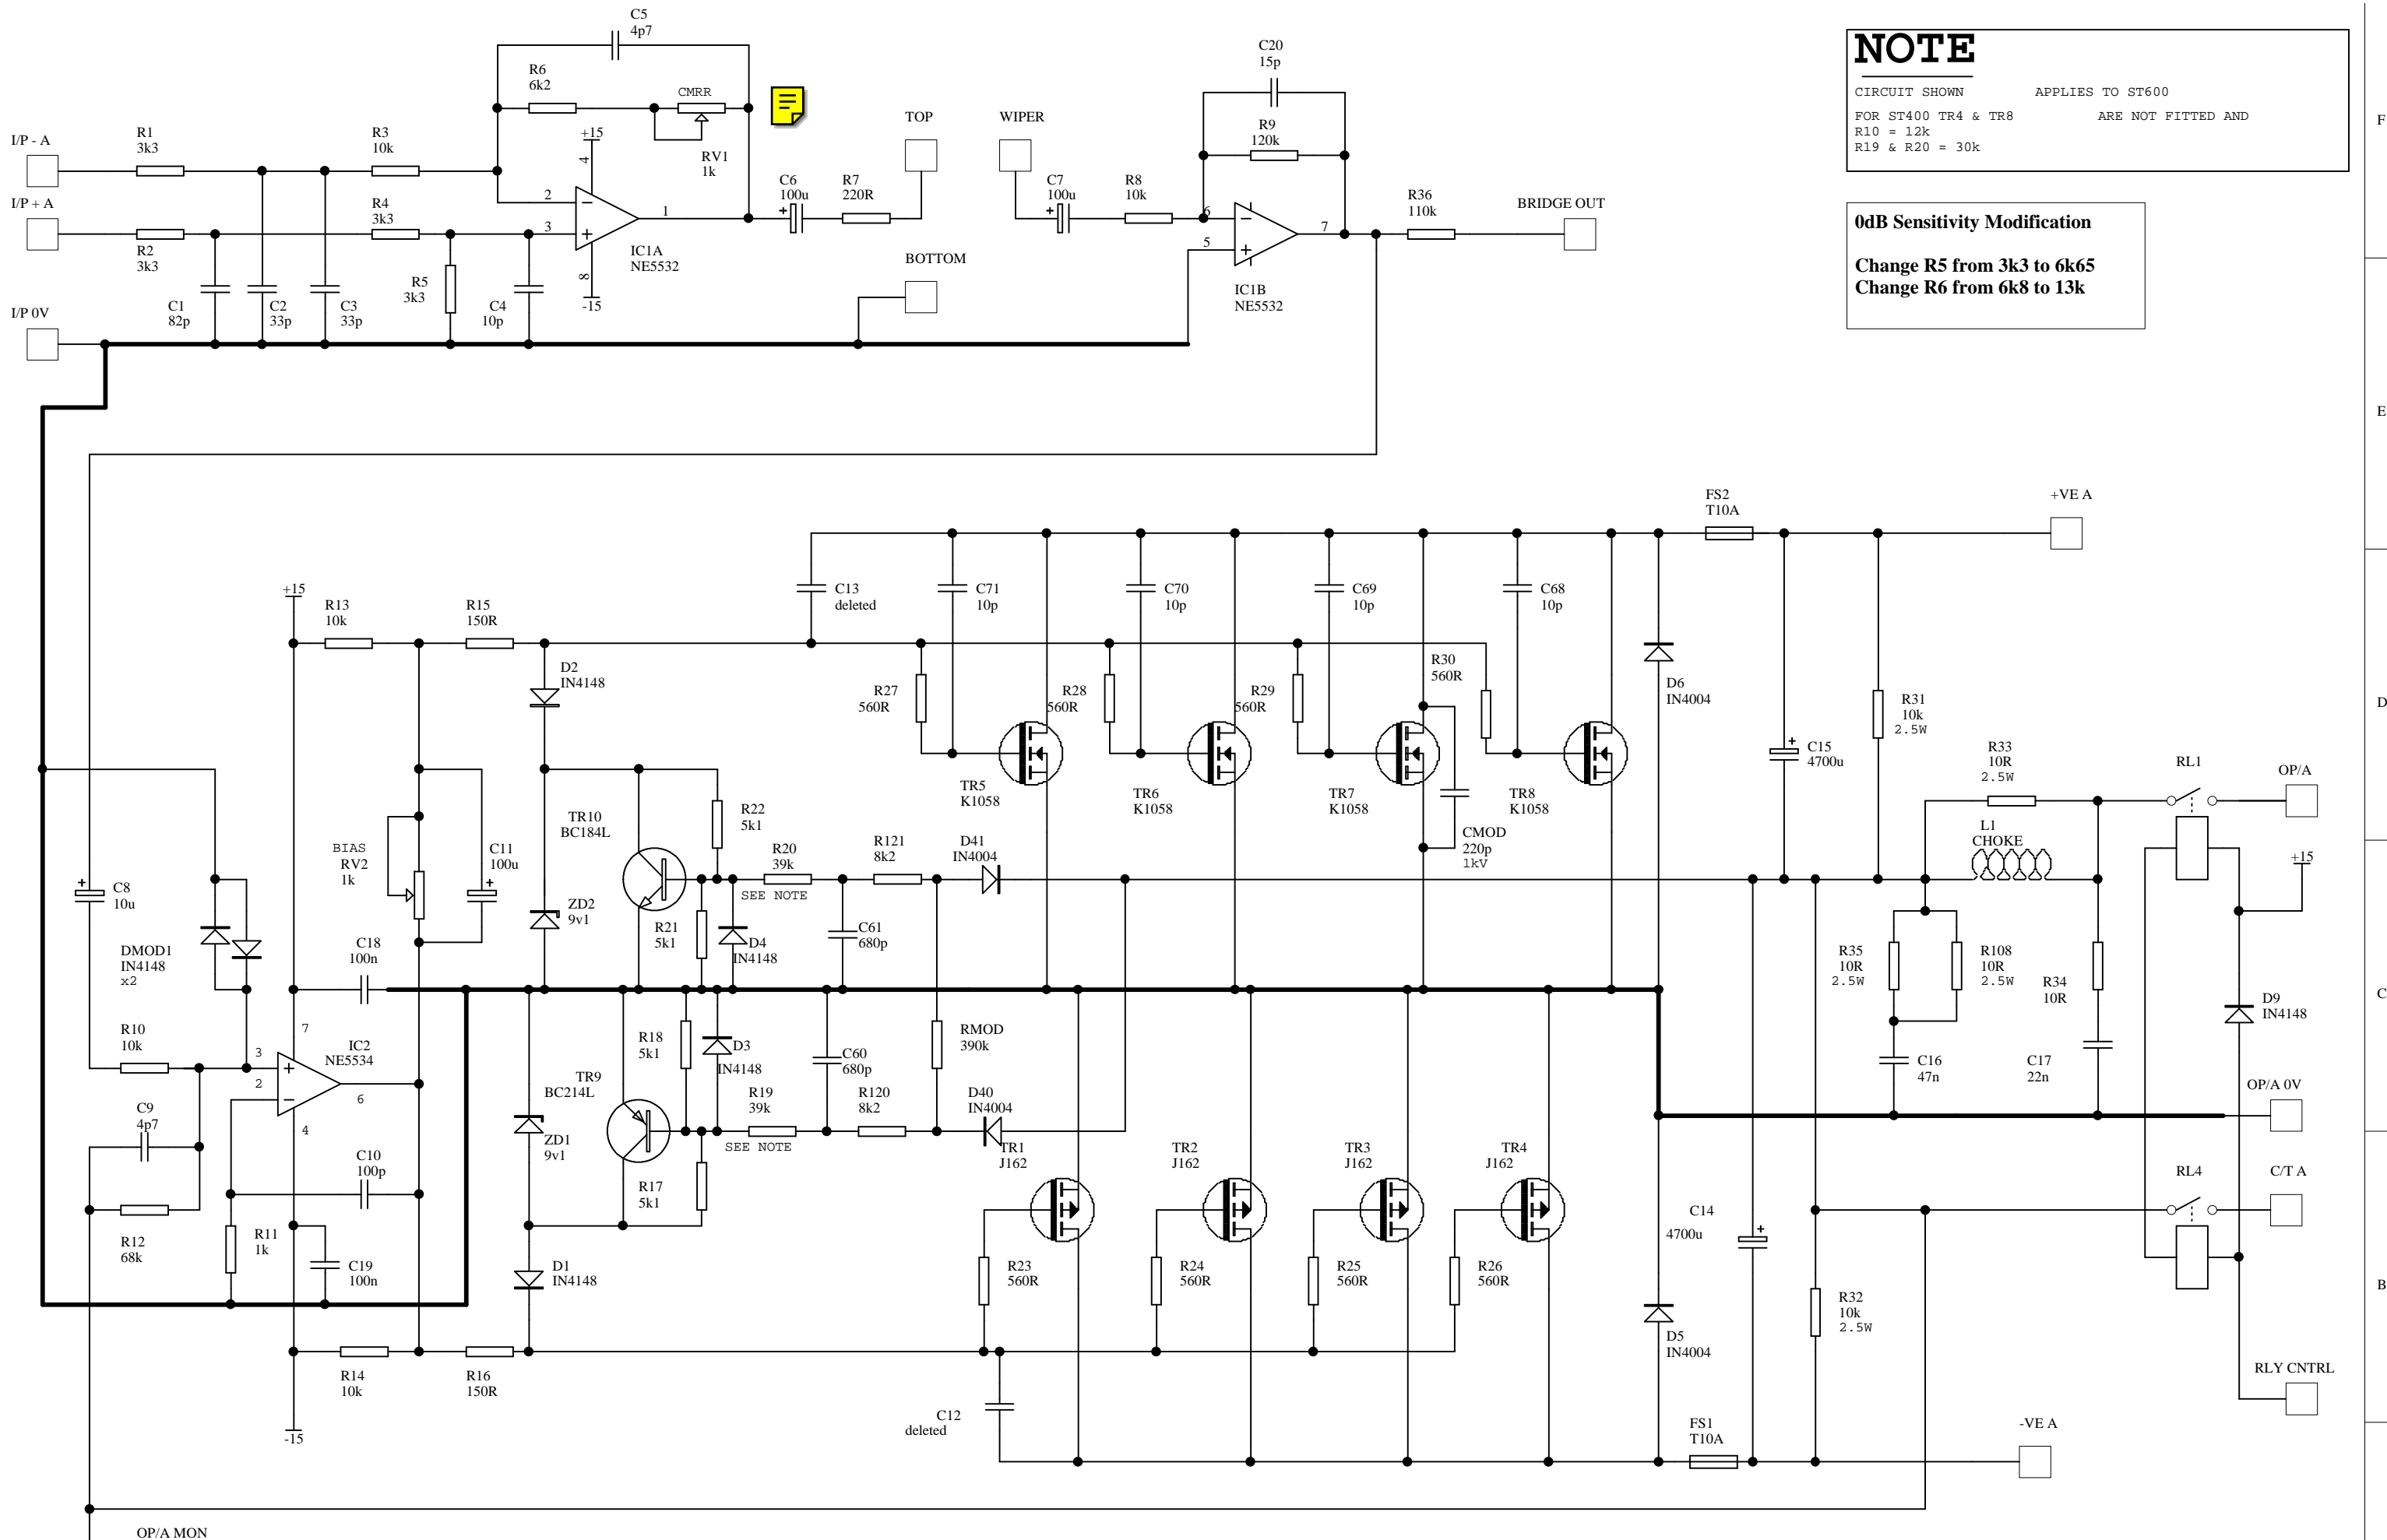 C5
4p7
R6
6k2
CMRR
RV1
1k
I/P - A
R1
3k3
R3
10k
+15
4
2
1
3
8
-15
IC1A
NE5532
I/P + A
R2
3k3
R4
3k3
R5
3k3
C1
82p
C2
33p
C3
33p
C4
10p
I/P 0V
C6
100u
+
R7
220R
TOP
BOTTOM
WIPER
C7
100u
+
R8
10k
C20
15p
R9
120k
6
5
7
IC1B
NE5532
R36
110k
BRIDGE OUT
NOTE
CIRCUIT SHOWN APPLIES TO ST600
FOR ST400 TR4 & TR8 ARE NOT FITTED AND
R10 = 12k
R19 & R20 = 30k
0dB Sensitivity Modification
Change R5 from 3k3 to 6k65
Change R6 from 6k8 to 13k
F
E
D
C
B
FS2
T10A
+VE A
+15
R13
10k
R15
150R
D2
IN4148
C13
deleted
C71
10p
C70
10p
C69
10p
C68
10p
R27
560R
R28
560R
R29
560R
R30
560R
TR5
K1058
TR6
K1058
TR7
K1058
TR8
K1058
CMOD
220p
1kV
D6
IN4004
C15
4700u
+
R31
10k
2.5W
R33
10R
2.5W
L1
CHOKE
RL1
OP/A
+15
BIAS
RV2
1k
C11
100u
+
C8
10u
+
TR10
BC184L
R22
5k1
R20
39k
SEE NOTE
R121
8k2
D41
IN4004
ZD2
9v1
R21
5k1
D4
IN4148
C61
680p
DMOD1
IN4148
x2
C18
100n
R10
10k
7
3
2
6
4
IC2
NE5534
C9
4p7
R12
68k
C10
100p
R11
1k
C19
100n
R18
5k1
D3
IN4148
TR9
BC214L
ZD1
9v1
R19
39k
SEE NOTE
C60
680p
R120
8k2
RMOD
390k
D40
IN4004
R17
5k1
D1
IN4148
TR1
J162
TR2
J162
TR3
J162
TR4
J162
R23
560R
R24
560R
R25
560R
R26
560R
C14
4700u
+
R35
10R
2.5W
R108
10R
2.5W
R34
10R
C16
47n
C17
22n
D9
IN4148
OP/A 0V
RL4
C/T A
R32
10k
2.5W
D5
IN4004
RLY CNTRL
R14
10k
R16
150R
-15
C12
deleted
FS1
T10A
-VE A
OP/A MON